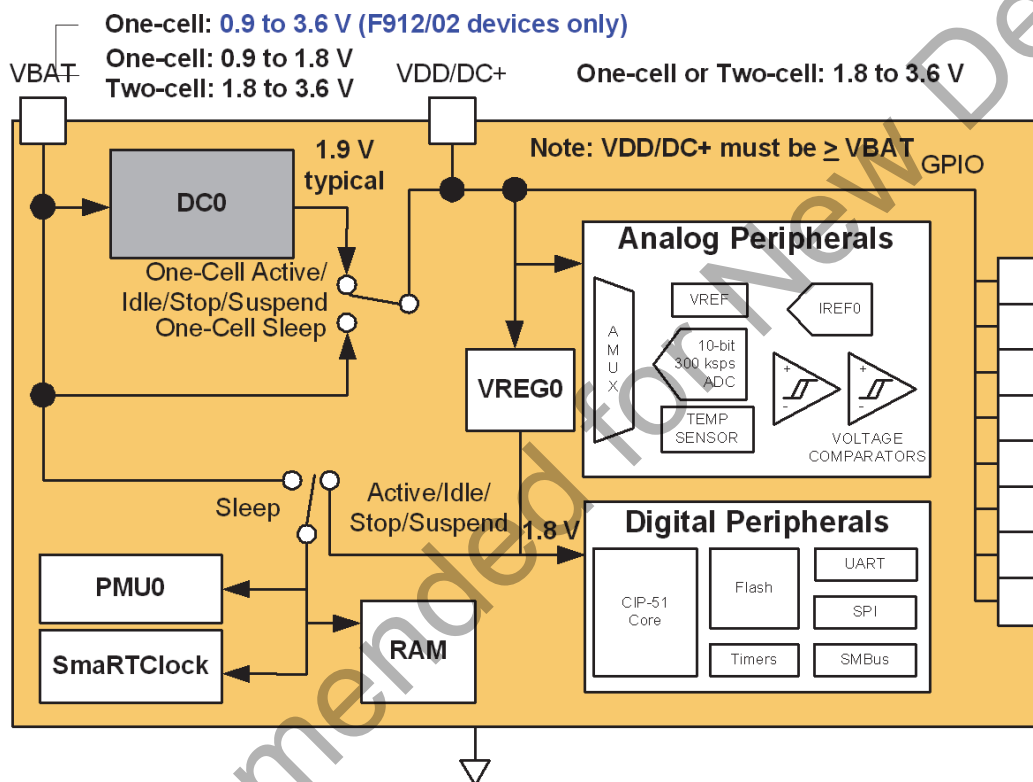 One-cell: 0.9 to 3.6 V (F912/02 devices only)
One-cell: 0.9 to 1.8 V
Two-cell: 1.8 to 3.6 V
VBAT
VDD/DC+
One-cell or Two-cell: 1.8 to 3.6 V
Note: VDD/DC+ must be ≥ VBAT
GPIO
1.9 V
typical
DC0
One-Cell Active/
Idle/Stop/Suspend
One-Cell Sleep
Analog Peripherals
AMUX
VREF
IREF0
10-bit
300 ksps
ADC
TEMP
SENSOR
VOLTAGE
COMPARATORS
VREG0
Sleep
Active/Idle/
Stop/Suspend
1.8 V
Digital Peripherals
CIP-51
Core
Flash
Timers
UART
SPI
SMBus
PMU0
SmaRTClock
RAM
mended for New De